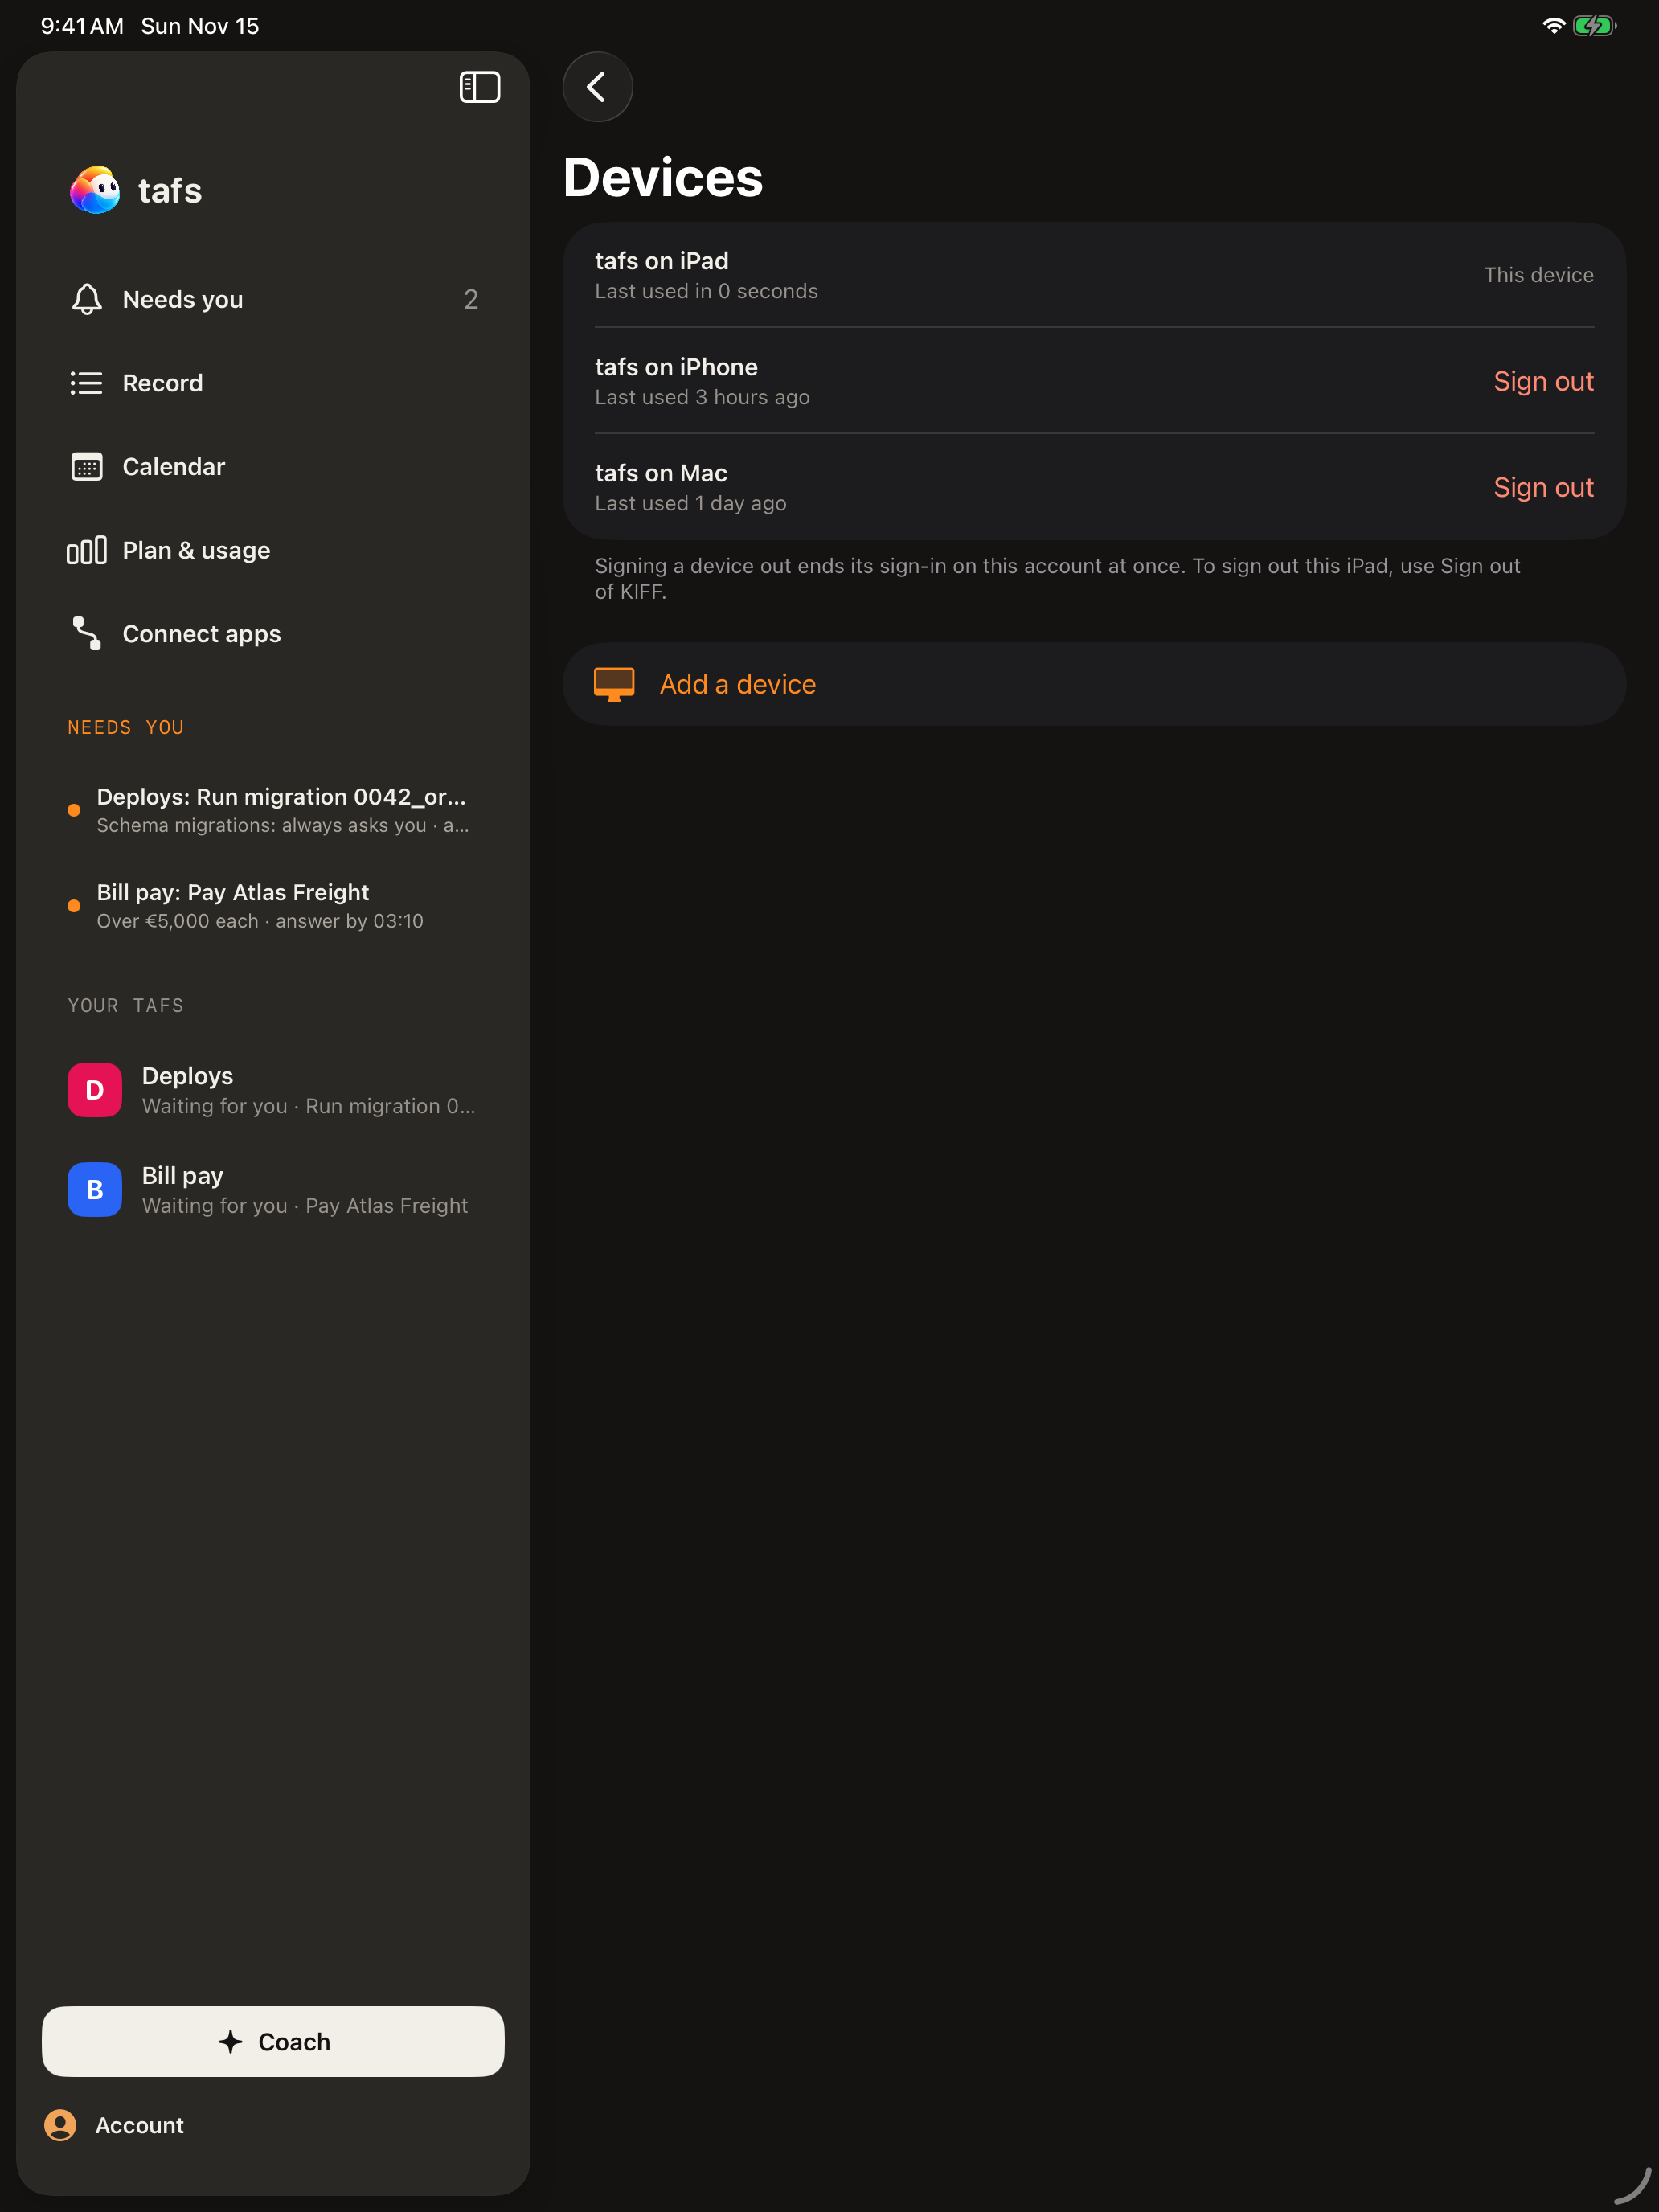 9:41 AM Sun Nov 15
tafs
Needs you 2
Record
Calendar
Plan & usage
Connect apps
NEEDS YOU
Deploys: Run migration 0042_or...
Schema migrations: always asks you · a...
Bill pay: Pay Atlas Freight
Over €5,000 each · answer by 03:10
YOUR TAFS
D
Deploys
Waiting for you · Run migration 0...
B
Bill pay
Waiting for you · Pay Atlas Freight
Coach
Account
Devices
tafs on iPad
Last used in 0 seconds
This device
tafs on iPhone
Last used 3 hours ago
Sign out
tafs on Mac
Last used 1 day ago
Sign out
Signing a device out ends its sign-in on this account at once. To sign out this iPad, use Sign out
of KIFF.
Add a device